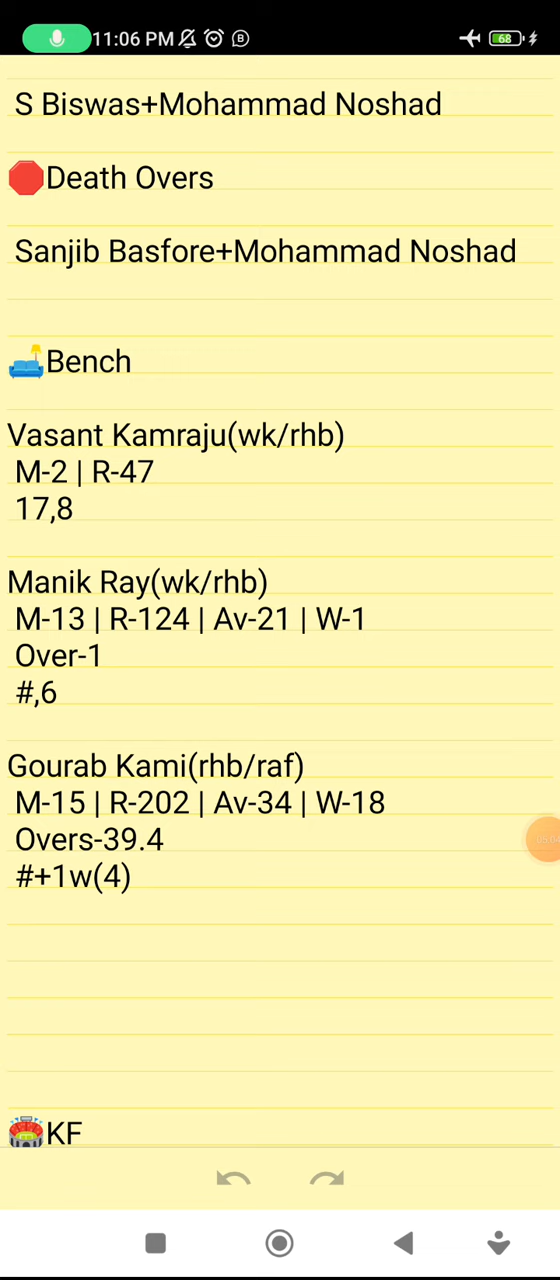 11:06 PM
68
S Biswas+Mohammad Noshad
🛑Death Overs
Sanjib Basfore+Mohammad Noshad
🛋️Bench
Vasant Kamraju(wk/rhb)
M-2 | R-47
17,8
Manik Ray(wk/rhb)
M-13 | R-124 | Av-21 | W-1
Over-1
#,6
Gourab Kami(rhb/raf)
M-15 | R-202 | Av-34 | W-18
Overs-39.4
#+1w(4)
🏟️KF